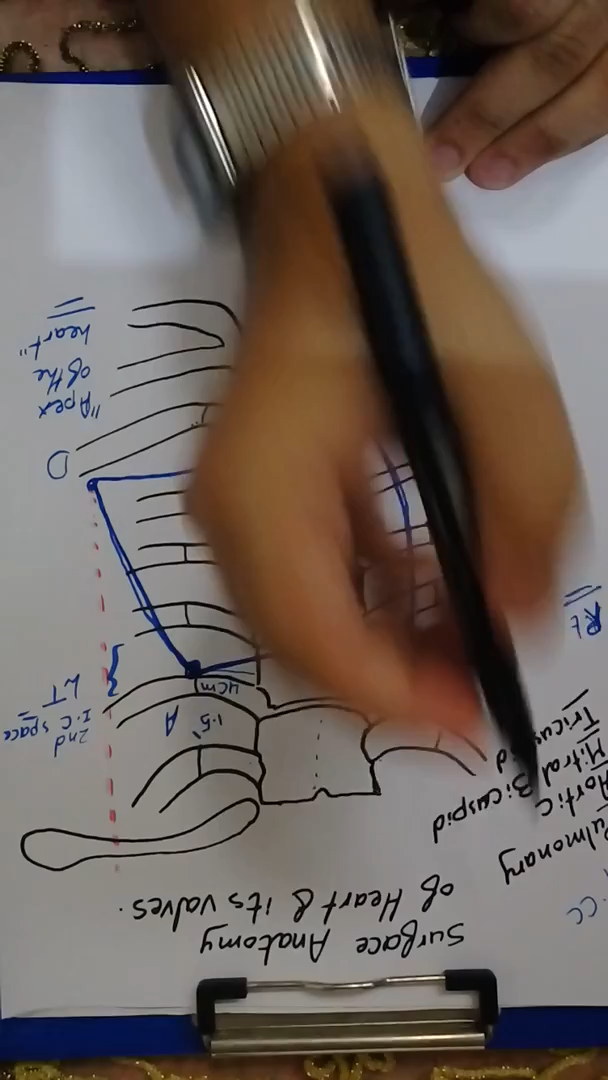 Surface Anatomy
of Heart & its valves.
cc
Pulmonary
Aortic
Mitral Bicuspid
Rt
A
1.5"
4cm
2nd
I.C space
LT
D
"Apex
of the
heart"